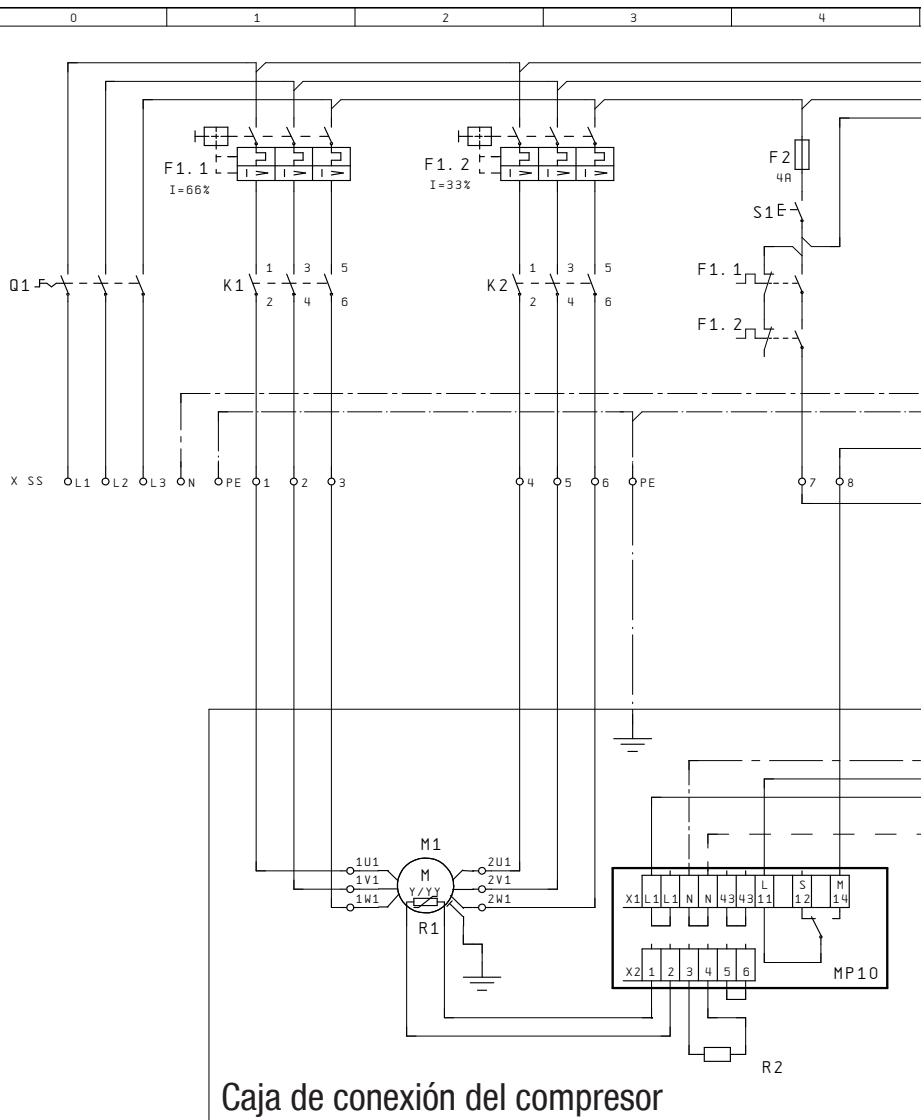 0 1 2 3 4
F1.1
I=66%
F1.2
I=33%
F2
4A
S1
Q1
K1
1 3 5
2 4 6
K2
1 3 5
2 4 6
F1.1
F1.2
X SS L1 L2 L3 N PE 1 2 3 4 5 6 PE 7 8
M1
1U1
1V1
1W1
M
Y/YY
2U1
2V1
2W1
R1
X1 L1 L1 N N 43 43 L 11 S 12 M 14
X2 1 2 3 4 5 6
MP10
R2
Caja de conexión del compresor